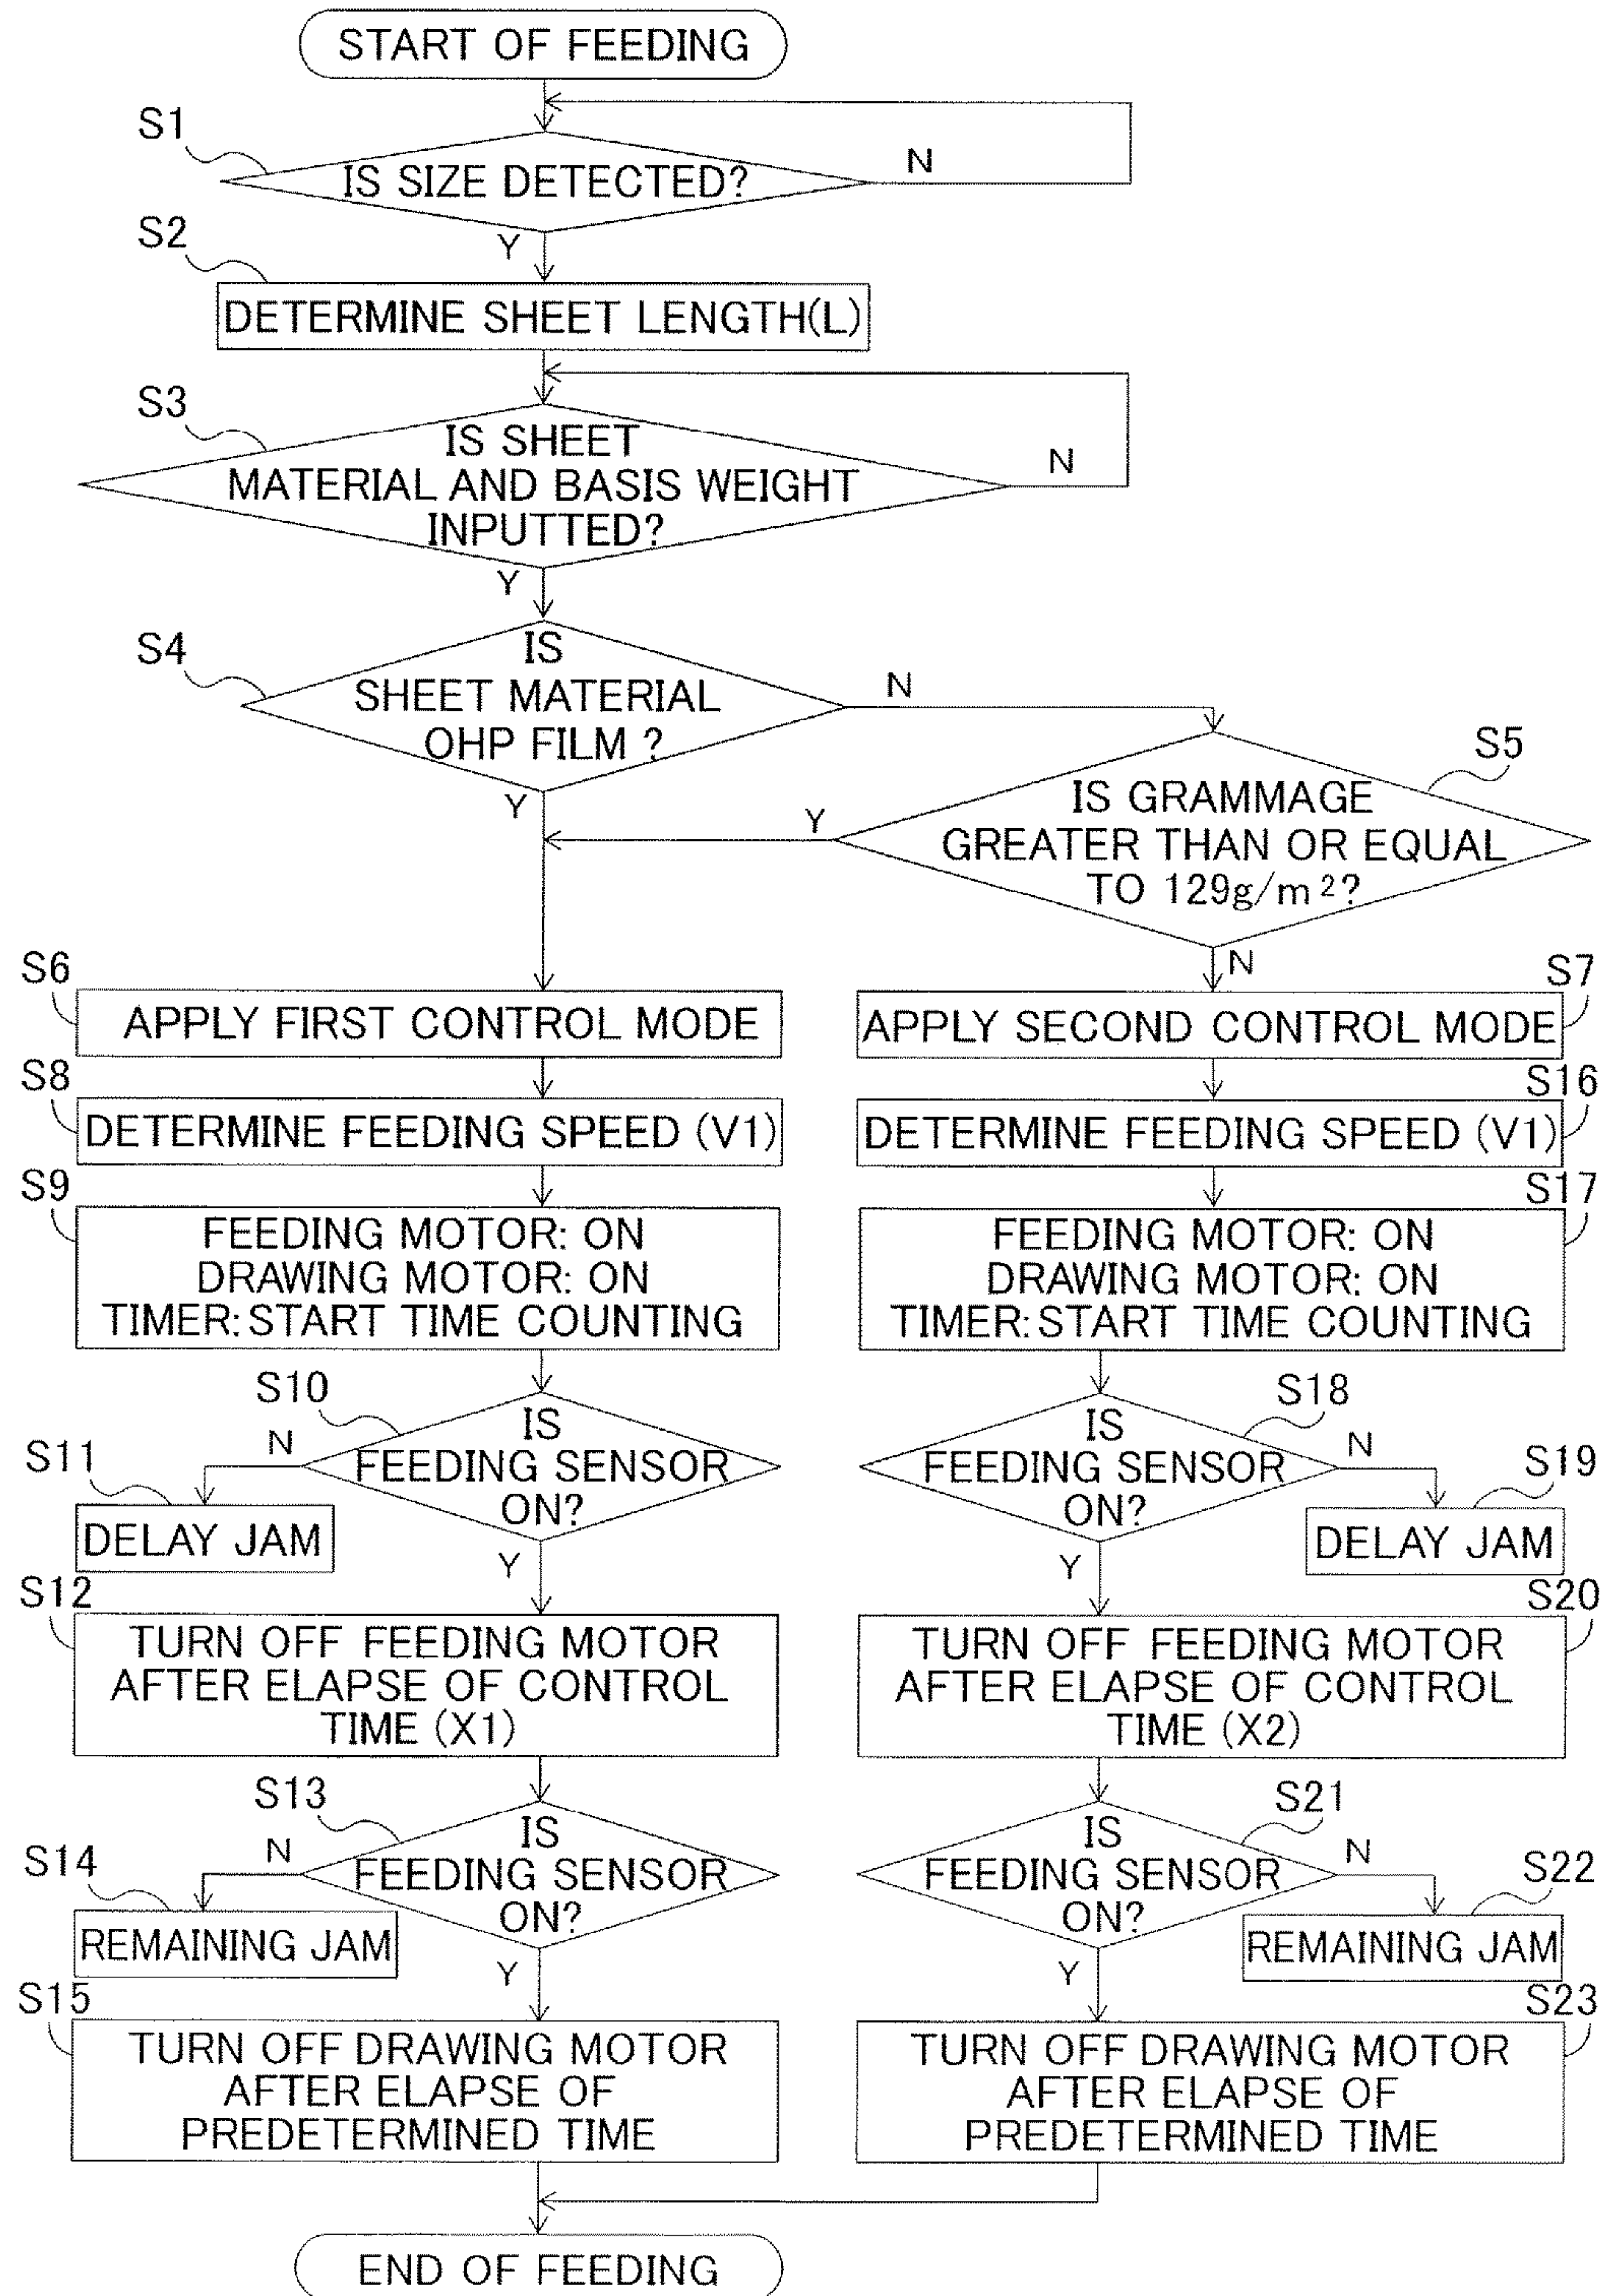 START OF FEEDING
S1
IS SIZE DETECTED?
N
Y
S2
DETERMINE SHEET LENGTH(L)
S3
IS SHEET
MATERIAL AND BASIS WEIGHT
INPUTTED?
N
Y
S4
IS
SHEET MATERIAL
OHP FILM ?
N
Y
S5
IS GRAMMAGE
GREATER THAN OR EQUAL
TO 129g/m²?
Y
N
S6
APPLY FIRST CONTROL MODE
S7
APPLY SECOND CONTROL MODE
S8
DETERMINE FEEDING SPEED (V1)
S16
DETERMINE FEEDING SPEED (V1)
S9
FEEDING MOTOR: ON
DRAWING MOTOR: ON
TIMER: START TIME COUNTING
S17
FEEDING MOTOR: ON
DRAWING MOTOR: ON
TIMER: START TIME COUNTING
S10
IS
FEEDING SENSOR
ON?
N
Y
S11
DELAY JAM
S18
IS
FEEDING SENSOR
ON?
N
Y
S19
DELAY JAM
S12
TURN OFF FEEDING MOTOR
AFTER ELAPSE OF CONTROL
TIME (X1)
S20
TURN OFF FEEDING MOTOR
AFTER ELAPSE OF CONTROL
TIME (X2)
S13
IS
FEEDING SENSOR
ON?
N
Y
S14
REMAINING JAM
S21
IS
FEEDING SENSOR
ON?
N
Y
S22
REMAINING JAM
S15
TURN OFF DRAWING MOTOR
AFTER ELAPSE OF
PREDETERMINED TIME
S23
TURN OFF DRAWING MOTOR
AFTER ELAPSE OF
PREDETERMINED TIME
END OF FEEDING